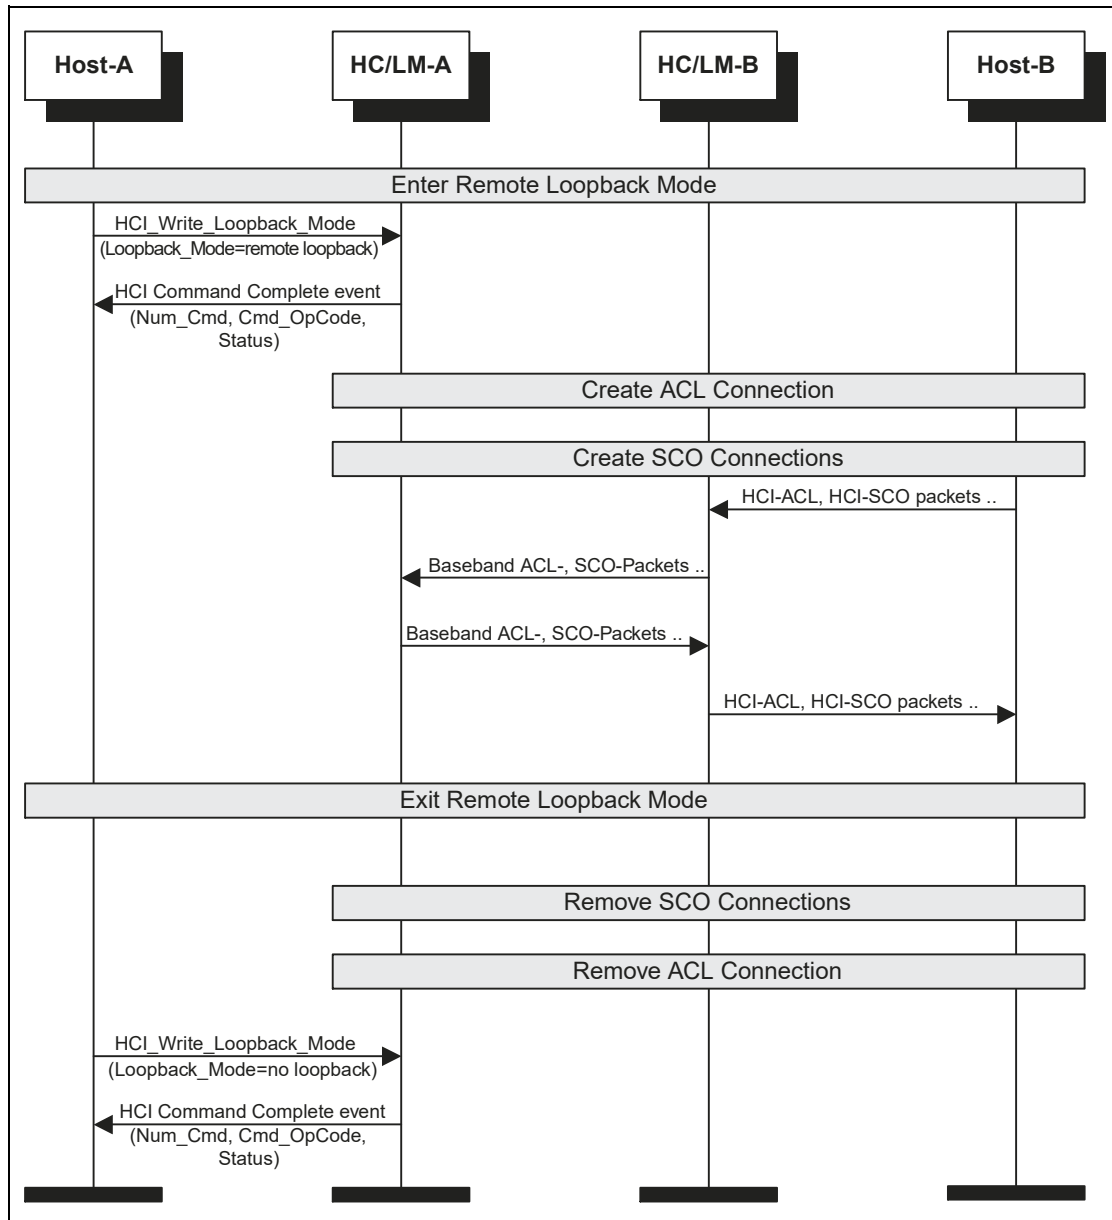 Host-A
HC/LM-A
HC/LM-B
Host-B
Enter Remote Loopback Mode
HCI_Write_Loopback_Mode
(Loopback_Mode=remote loopback)
HCI Command Complete event
(Num_Cmd, Cmd_OpCode,
Status)
Create ACL Connection
Create SCO Connections
HCI-ACL, HCI-SCO packets ..
Baseband ACL-, SCO-Packets ..
Baseband ACL-, SCO-Packets ..
HCI-ACL, HCI-SCO packets ..
Exit Remote Loopback Mode
Remove SCO Connections
Remove ACL Connection
HCI_Write_Loopback_Mode
(Loopback_Mode=no loopback)
HCI Command Complete event
(Num_Cmd, Cmd_OpCode,
Status)